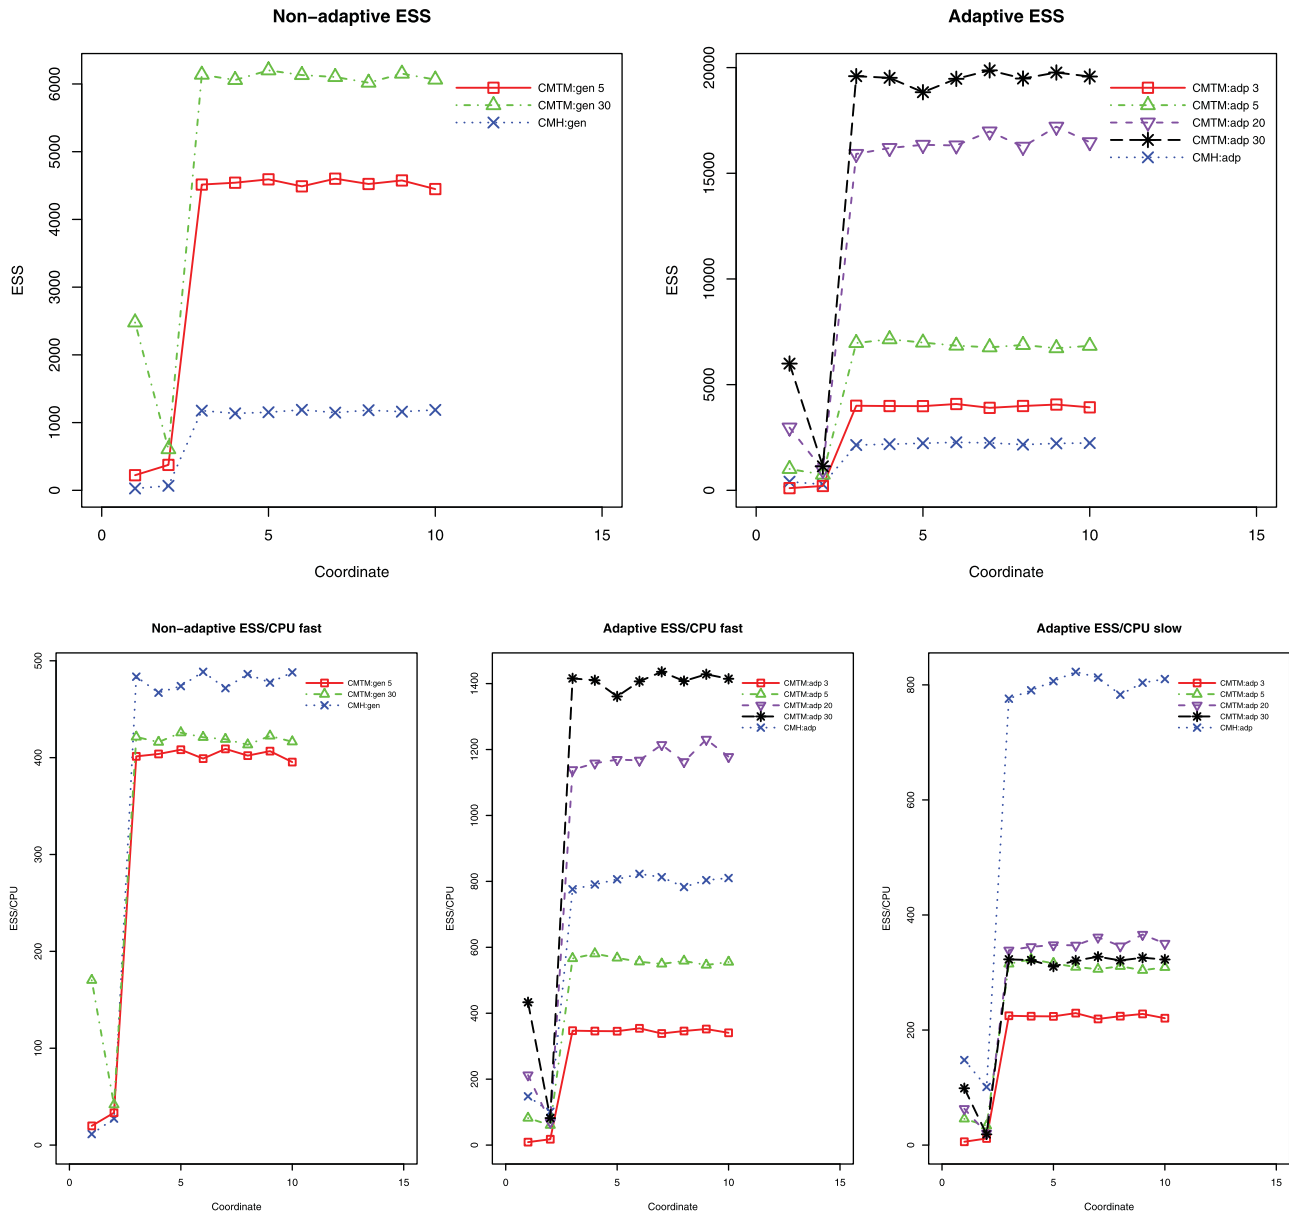 Non−adaptive ESS
ESS
0
1000
2000
3000
4000
5000
6000
CMTM:gen 5
CMTM:gen 30
CMH:gen
0 5 10 15
Coordinate
Adaptive ESS
ESS
0
5000
10000
15000
20000
CMTM:adp 3
CMTM:adp 5
CMTM:adp 20
CMTM:adp 30
CMH:adp
0 5 10 15
Coordinate
Non−adaptive ESS/CPU fast
ESS/CPU
0
100
200
300
400
500
CMTM:gen 5
CMTM:gen 30
CMH:gen
0 5 10 15
Coordinate
Adaptive ESS/CPU fast
ESS/CPU
0
200
400
600
800
1000
1200
1400
CMTM:adp 3
CMTM:adp 5
CMTM:adp 20
CMTM:adp 30
CMH:adp
0 5 10 15
Coordinate
Adaptive ESS/CPU slow
ESS/CPU
0
200
400
600
800
CMTM:adp 3
CMTM:adp 5
CMTM:adp 20
CMTM:adp 30
CMH:adp
0 5 10 15
Coordinate